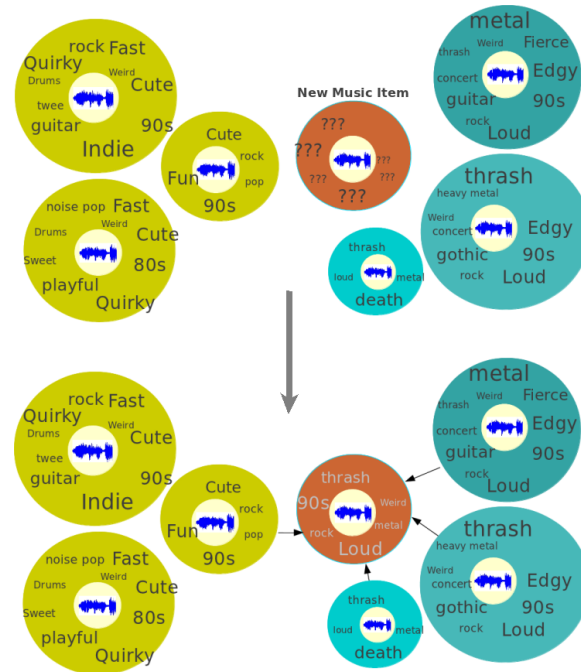 rock Fast
Quirky
Drums
Weird
Cute
twee
guitar
90s
Indie
Cute
rock
Fun
pop
90s
noise pop Fast
Drums
Weird
Cute
Sweet
80s
playful
Quirky
New Music Item
???
???
???
???
???
???
metal
thrash
Weird
Fierce
concert
Edgy
guitar
90s
rock
Loud
thrash
heavy metal
Weird
concert
Edgy
gothic
90s
rock
Loud
thrash
loud
metal
death
rock Fast
Quirky
Drums
Weird
Cute
twee
guitar
90s
Indie
Cute
rock
Fun
pop
90s
noise pop Fast
Drums
Weird
Cute
Sweet
80s
playful
Quirky
thrash
90s
Weird
rock
metal
Loud
metal
thrash
Weird
Fierce
concert
Edgy
guitar
90s
rock
Loud
thrash
heavy metal
Weird
concert
Edgy
gothic
90s
rock
Loud
thrash
loud
metal
death